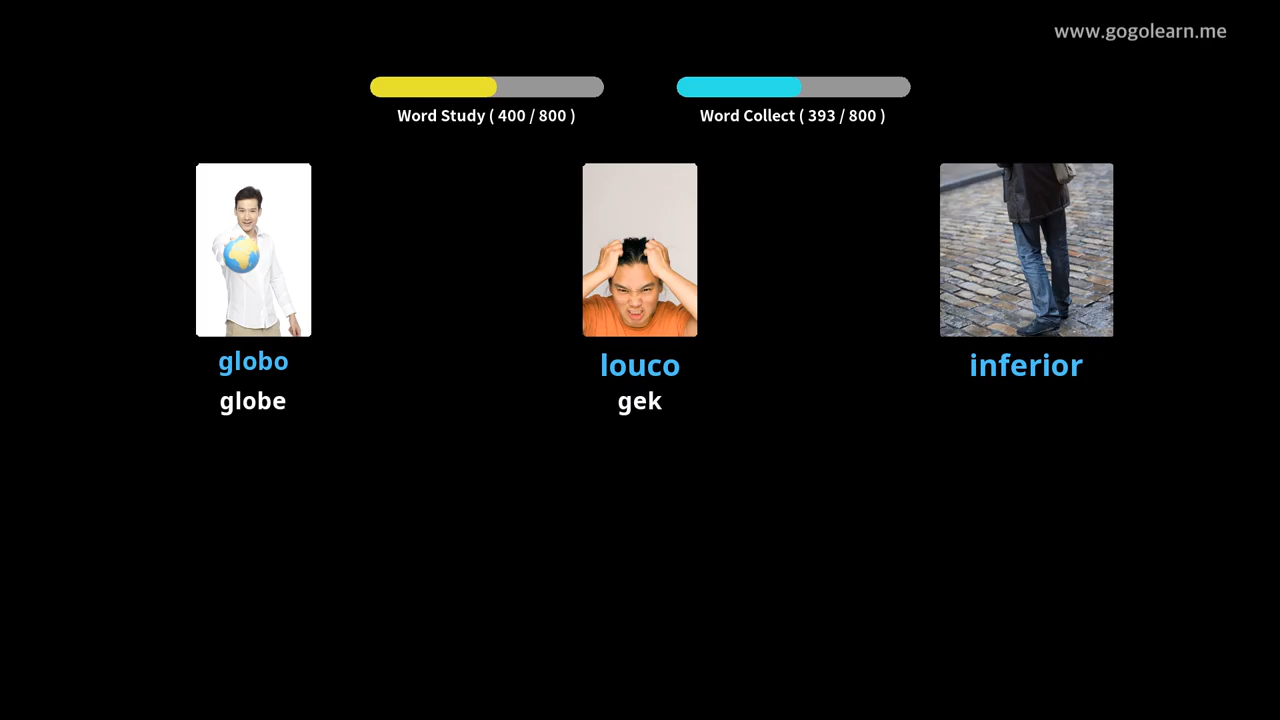 www.gogolearn.me
Word Study ( 400 / 800 )
Word Collect ( 393 / 800 )
globo
globe
louco
gek
inferior